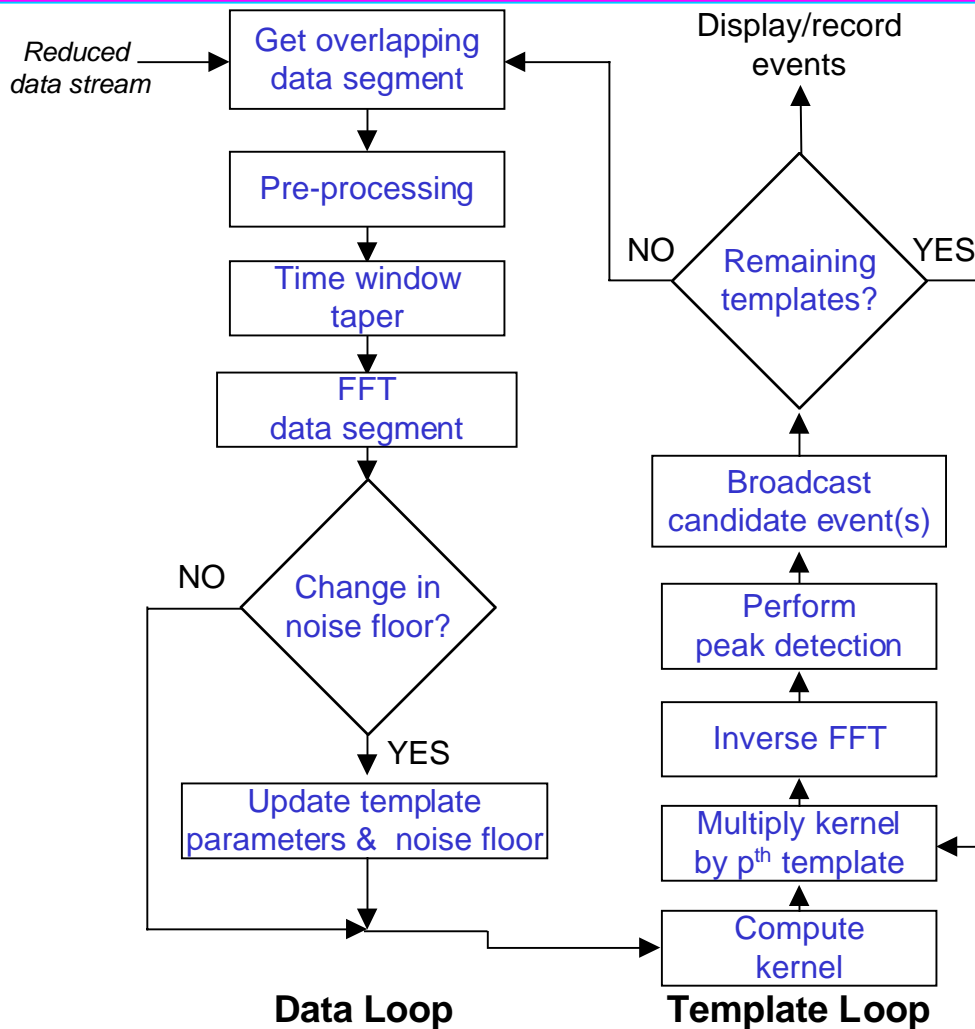 Reduced
data stream
Get overlapping
data segment
Pre-processing
Time window
taper
FFT
data segment
NO
Change in
noise floor?
YES
Update template
parameters & noise floor
Data Loop
Display/record
events
NO
Remaining
templates?
YES
Broadcast
candidate event(s)
Perform
peak detection
Inverse FFT
Multiply kernel
by pth template
Compute
kernel
Template Loop